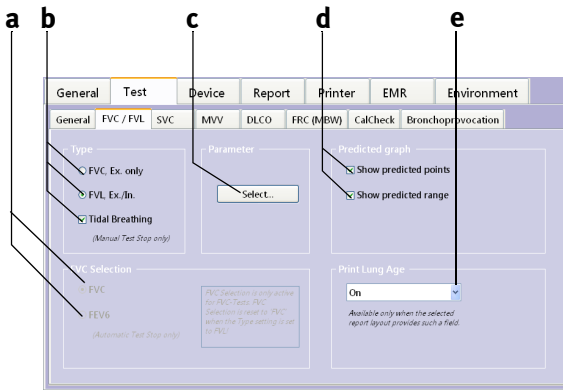 a b c d e
General Test Device Report Printer EMR Environment
General FVC / FVL SVC MVV DLCO FRC (MBW) CalCheck Bronchoprovocation
Type Parameter Predicted graph
FVC, Ex. only Show predicted points
FVL, Ex./In. Select... Show predicted range
Tidal Breathing
(Manual Test Stop only)
FVC Selection Print Lung Age
FVC
FEV6
(Automatic Test Stop only)
FVC Selection is only active
for FVC-Tests. FVC
Selection is reset to 'FVC'
when the Type setting is set
to FVL!
On
Available only when the selected
report layout provides such a field.